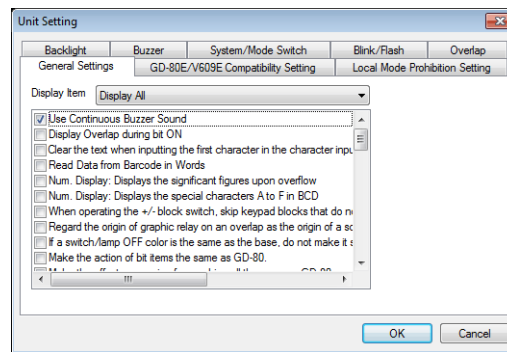 Unit Setting
Backlight Buzzer System/Mode Switch Blink/Flash Overlap
General Settings GD-80E/V609E Compatibility Setting Local Mode Prohibition Setting
Display Item Display All
Use Continuous Buzzer Sound
Display Overlap during bit ON
Clear the text when inputting the first character in the character inpu
Read Data from Barcode in Words
Num. Display: Displays the significant figures upon overflow
Num. Display: Displays the special characters A to F in BCD
When operating the +/- block switch, skip keypad blocks that do n
Regard the origin of graphic relay on an overlap as the origin of a sc
If a switch/lamp OFF color is the same as the base, do not make it s
Make the action of bit items the same as GD-80.
OK Cancel